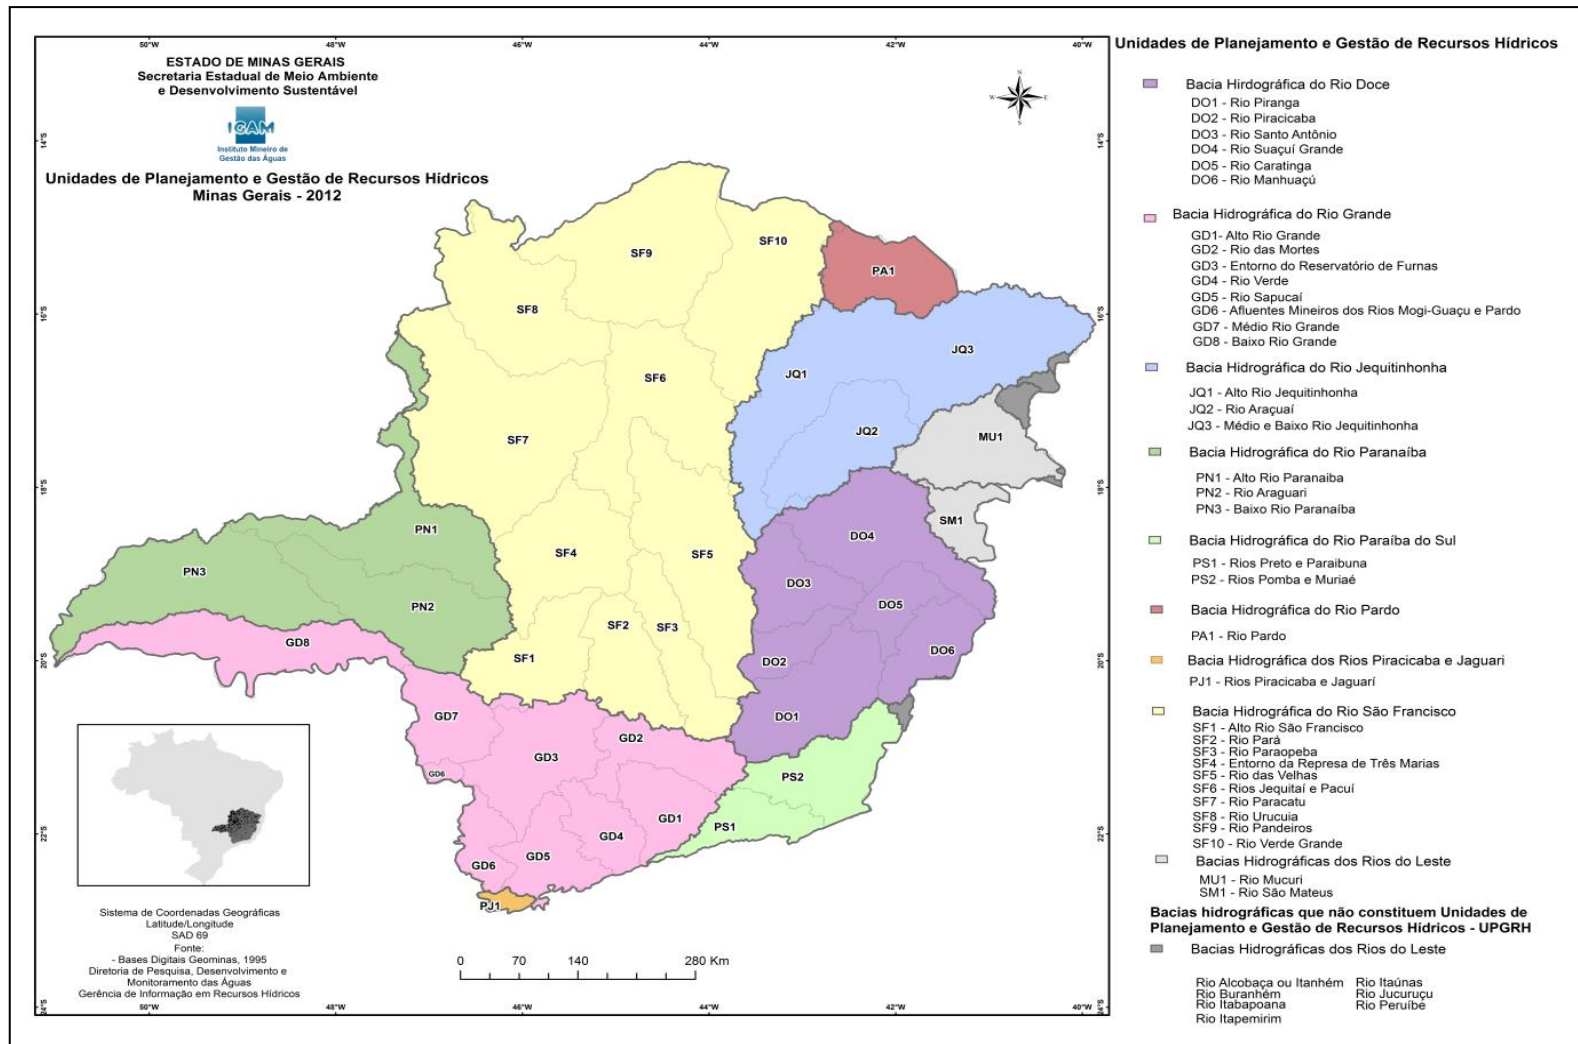 50°W 48°W 46°W 44°W 42°W 40°W
ESTADO DE MINAS GERAIS
Secretaria Estadual de Meio Ambiente
e Desenvolvimento Sustentável
IGAM
Instituto Mineiro de
Gestão das Águas
Unidades de Planejamento e Gestão de Recursos Hídricos
Minas Gerais - 2012
N
W E
S
14°S 14°S
16°S 16°S
18°S 18°S
20°S 20°S
22°S 22°S
24°S 24°S
SF9
SF10
PA1
SF8
JQ3
SF6
JQ1
JQ2
MU1
SF7
SM1
PN1
DO4
SF4
SF5
PN3
DO3
PN2
DO5
SF2
SF3
GD8
DO6
SF1
DO2
GD7
DO1
GD2
GD3
GD6
PS2
GD1
PS1
GD4
GD5
GD6
PJ1
Sistema de Coordenadas Geográficas
Latitude/Longitude
SAD 69
Fonte:
- Bases Digitais Geominas, 1995
Diretoria de Pesquisa, Desenvolvimento e
Monitoramento das Águas
Gerência de Informação em Recursos Hídricos
0 70 140 280 Km
50°W 48°W 46°W 44°W 42°W 40°W
Unidades de Planejamento e Gestão de Recursos Hídricos
Bacia Hirdográfica do Rio Doce
DO1 - Rio Piranga
DO2 - Rio Piracicaba
DO3 - Rio Santo Antônio
DO4 - Rio Suaçuí Grande
DO5 - Rio Caratinga
DO6 - Rio Manhuaçú
Bacia Hidrográfica do Rio Grande
GD1- Alto Rio Grande
GD2 - Rio das Mortes
GD3 - Entorno do Reservatório de Furnas
GD4 - Rio Verde
GD5 - Rio Sapucaí
GD6 - Afluentes Mineiros dos Rios Mogi-Guaçu e Pardo
GD7 - Médio Rio Grande
GD8 - Baixo Rio Grande
Bacia Hidrográfica do Rio Jequitinhonha
JQ1 - Alto Rio Jequitinhonha
JQ2 - Rio Araçuaí
JQ3 - Médio e Baixo Rio Jequitinhonha
Bacia Hidrográfica do Rio Paranaíba
PN1 - Alto Rio Paranaiba
PN2 - Rio Araguari
PN3 - Baixo Rio Paranaíba
Bacia Hidrográfica do Rio Paraíba do Sul
PS1 - Rios Preto e Paraibuna
PS2 - Rios Pomba e Muriaé
Bacia Hidrográfica do Rio Pardo
PA1 - Rio Pardo
Bacia Hidrográfica dos Rios Piracicaba e Jaguari
PJ1 - Rios Piracicaba e Jaguarí
Bacia Hidrográfica do Rio São Francisco
SF1 - Alto Rio São Francisco
SF2 - Rio Pará
SF3 - Rio Paraopeba
SF4 - Entorno da Represa de Três Marias
SF5 - Rio das Velhas
SF6 - Rios Jequitaí e Pacuí
SF7 - Rio Paracatu
SF8 - Rio Urucuia
SF9 - Rio Pandeiros
SF10 - Rio Verde Grande
Bacias Hidrográficas dos Rios do Leste
MU1 - Rio Mucuri
SM1 - Rio São Mateus
Bacias hidrográficas que não constituem Unidades de
Planejamento e Gestão de Recursos Hídricos - UPGRH
Bacias Hidrográficas dos Rios do Leste
Rio Alcobaça ou Itanhém Rio Itaúnas
Rio Buranhém Rio Jucuruçu
Rio Itabapoana Rio Peruíbe
Rio Itapemirim